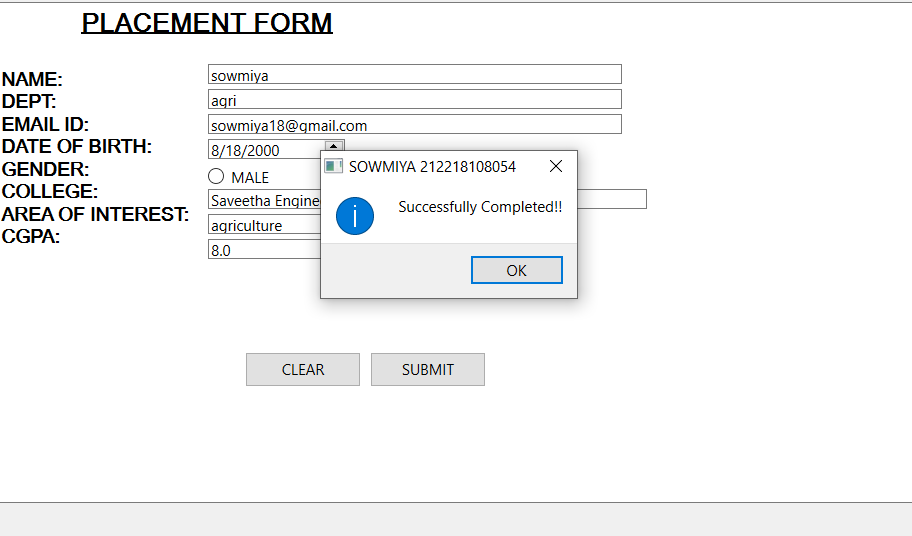 PLACEMENT FORM
NAME: sowmiya
DEPT: agri
EMAIL ID: sowmiya18@gmail.com
DATE OF BIRTH: 8/18/2000
GENDER: MALE
COLLEGE: Saveetha
AREA OF INTEREST: agriculture
CGPA: 8.0
SOWMIYA 212218108054
Successfully Completed!!
OK
CLEAR SUBMIT